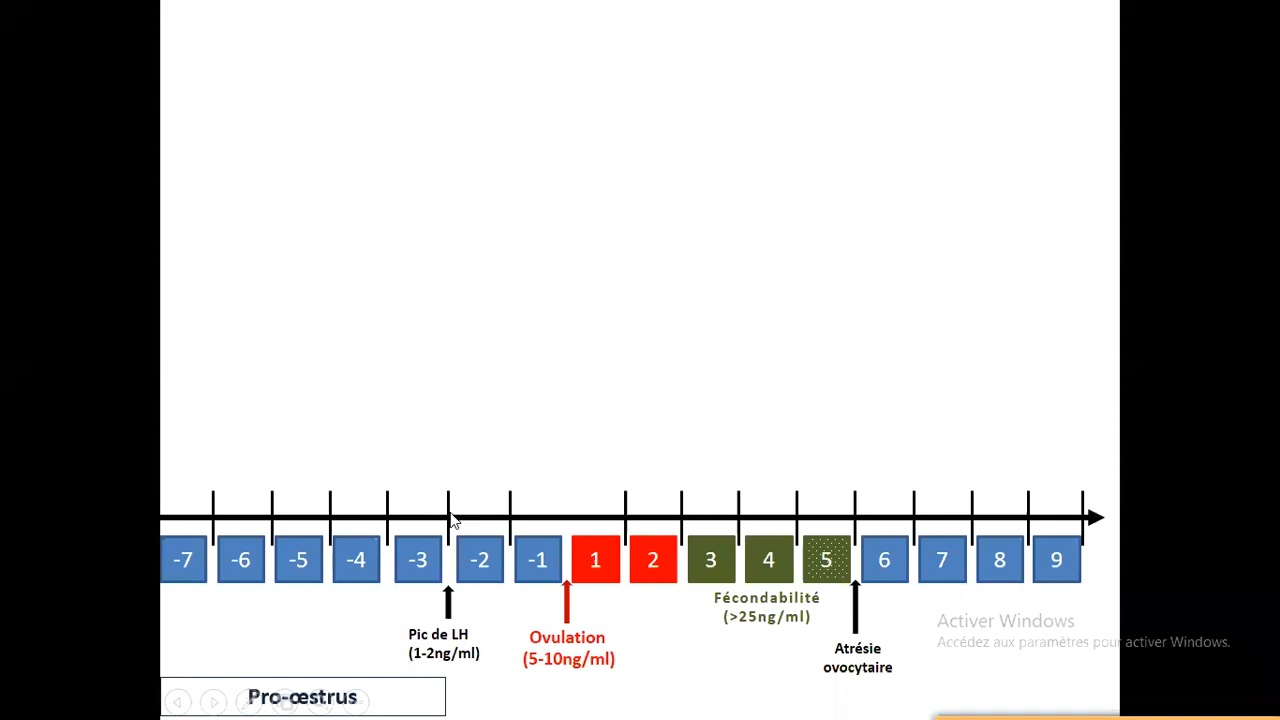 -7 -6 -5 -4 -3 -2 -1 1 2 3 4 5 6 7 8 9
Pic de LH
(1-2ng/ml)
Ovulation
(5-10ng/ml)
Fécondabilité
(>25ng/ml)
Atrésie
ovocytaire
Activer Windows
Accédez aux paramètres pour activer Windows.
Pro-œstrus